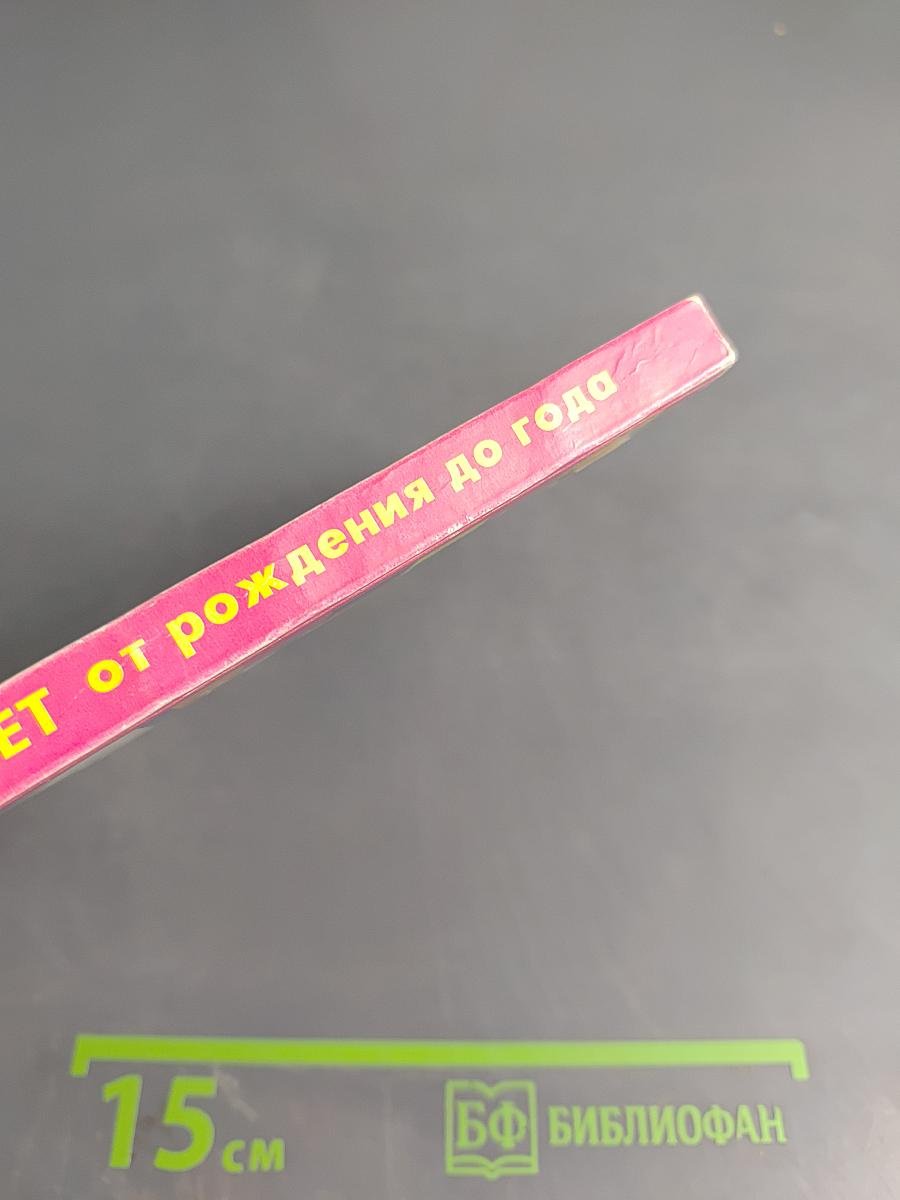 ЕТ от рождения до года
15 см
БФ БИБЛИОФАН